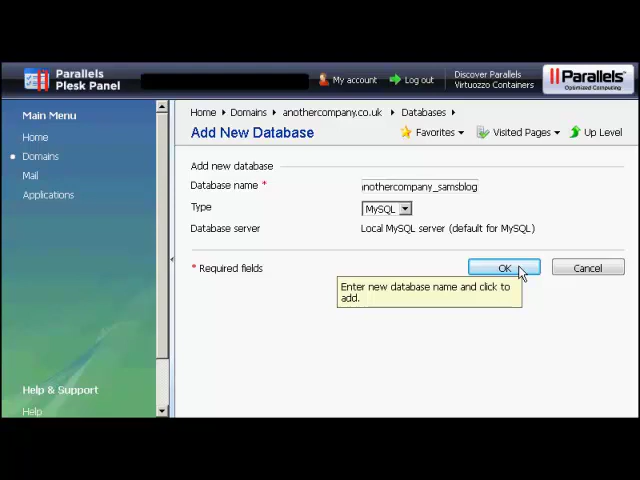 Parallels
Plesk Panel
My account
Log out
Discover Parallels
Virtuozzo Containers
Parallels
Optimized Computing
Main Menu
Home
Domains
Mail
Applications
Help & Support
Help
Home > Domains > anothercompany.co.uk > Databases >
Add New Database
Favorites
Visited Pages
Up Level
Add new database
Database name * nothercompany_samsblog
Type MySQL
Database server Local MySQL server (default for MySQL)
* Required fields
OK
Cancel
Enter new database name and click to
add.